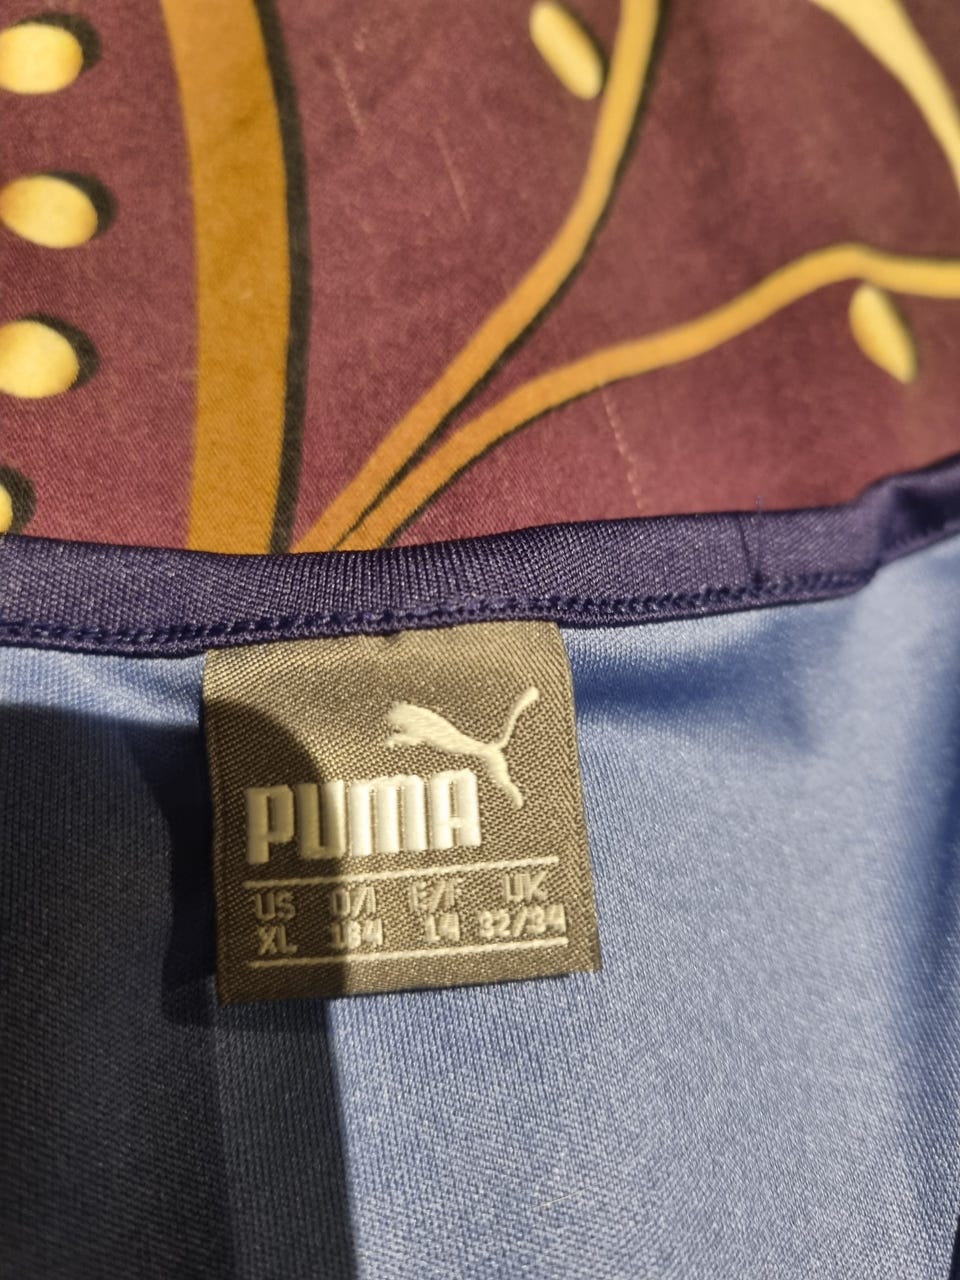 PUMA
US D/I E/F UK
XL 164 14 32/34